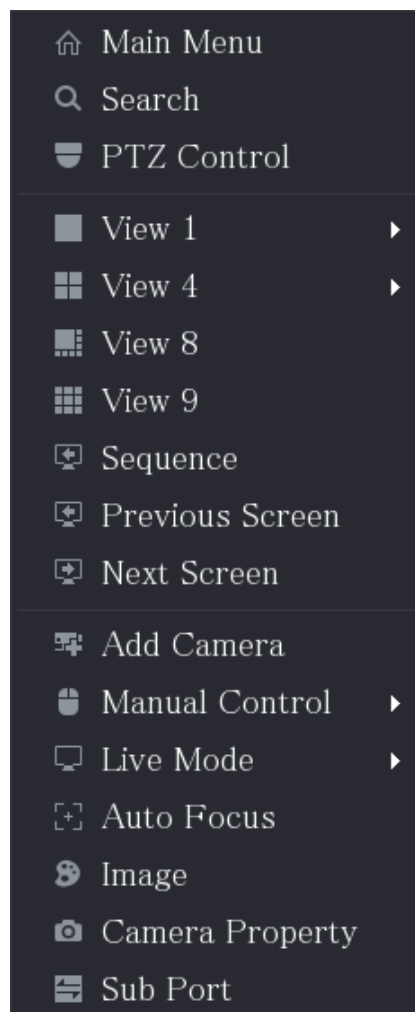 Main Menu
Search
PTZ Control
View 1
View 4
View 8
View 9
Sequence
Previous Screen
Next Screen
Add Camera
Manual Control
Live Mode
Auto Focus
Image
Camera Property
Sub Port